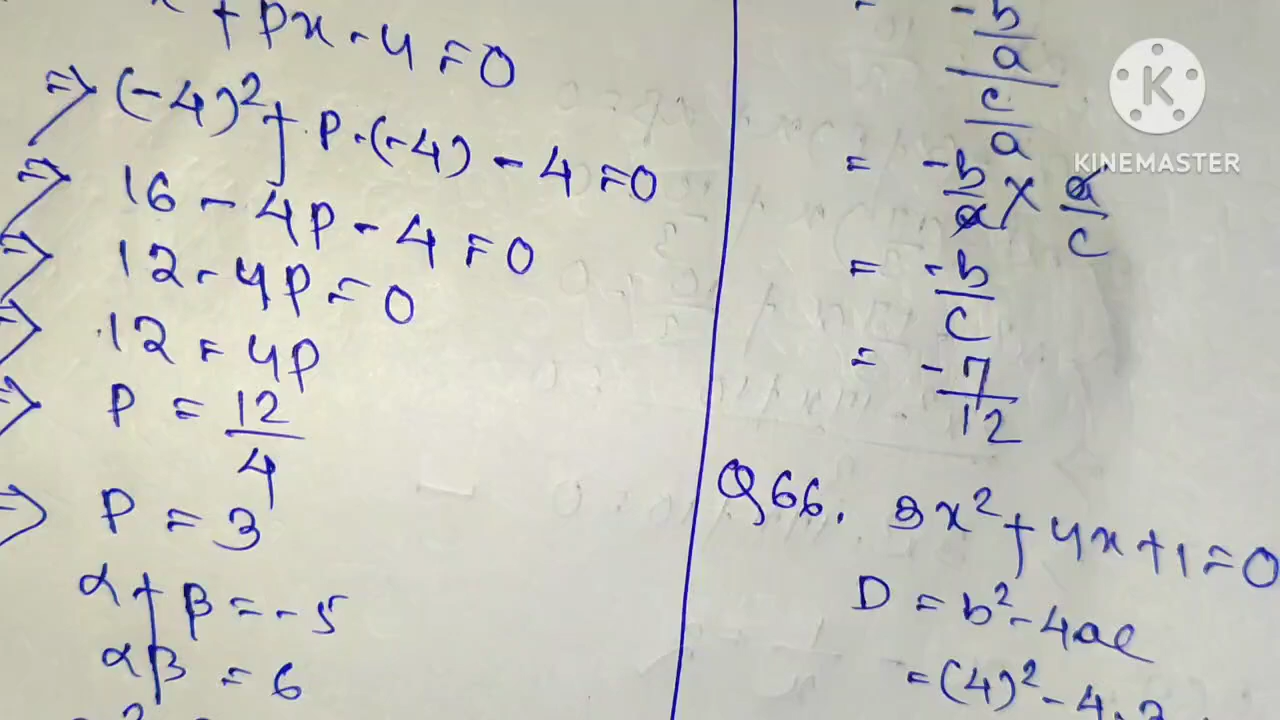 + px - 4 = 0
⇒ (-4)² + p·(-4) - 4 = 0
⇒ 16 - 4p - 4 = 0
⇒ 12 - 4p = 0
⇒ 12 = 4p
⇒ p = 12/4
⇒ p = 3
α + β = -5
αβ = 6
= -b/a / c/a
= -b/a × a/c
= -b/c
= -7/12
Q66. 3x² + 4x + 1 = 0
D = b² - 4ac
= (4)² - 4.3
K
KINEMASTER